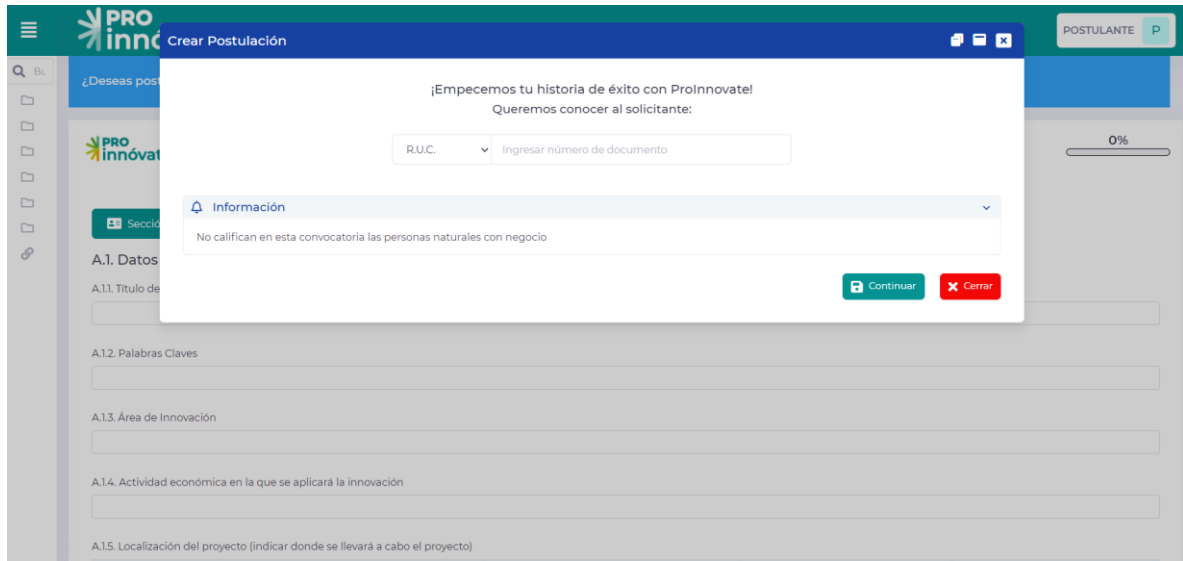 PRO
inno
POSTULANTE P
Crear Postulación
¿Deseas post
¡Empecemos tu historia de éxito con ProInnovate!
Queremos conocer al solicitante:
R.U.C.
Ingresar número de documento
PRO
innóvat
0%
Información
No califican en esta convocatoria las personas naturales con negocio
Secció
Continuar
Cerrar
A.1. Datos
A.1.1. Título de
A.1.2. Palabras Claves
A.1.3. Área de Innovación
A.1.4. Actividad económica en la que se aplicará la innovación
A.1.5. Localización del proyecto (indicar donde se llevará a cabo el proyecto)